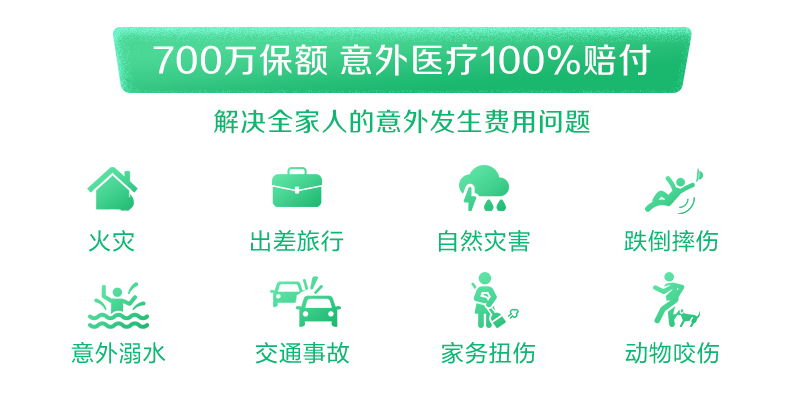 700万保额 意外医疗100%赔付
解决全家人的意外发生费用问题
火灾 出差旅行 自然灾害 跌倒摔伤
意外溺水 交通事故 家务扭伤 动物咬伤